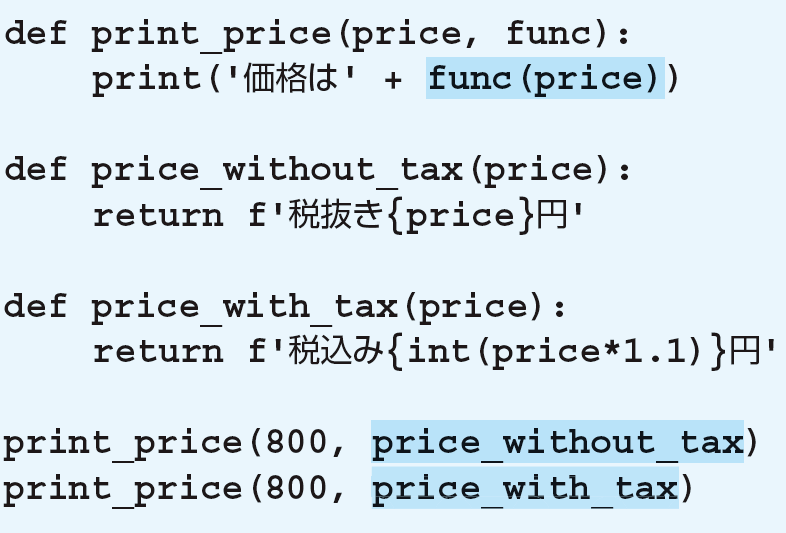 def print_price(price, func):
    print('価格は' + func(price))
def price_without_tax(price):
    return f'税抜き{price}円'
def price_with_tax(price):
    return f'税込み{int(price*1.1)}円'
print_price(800, price_without_tax)
print_price(800, price_with_tax)